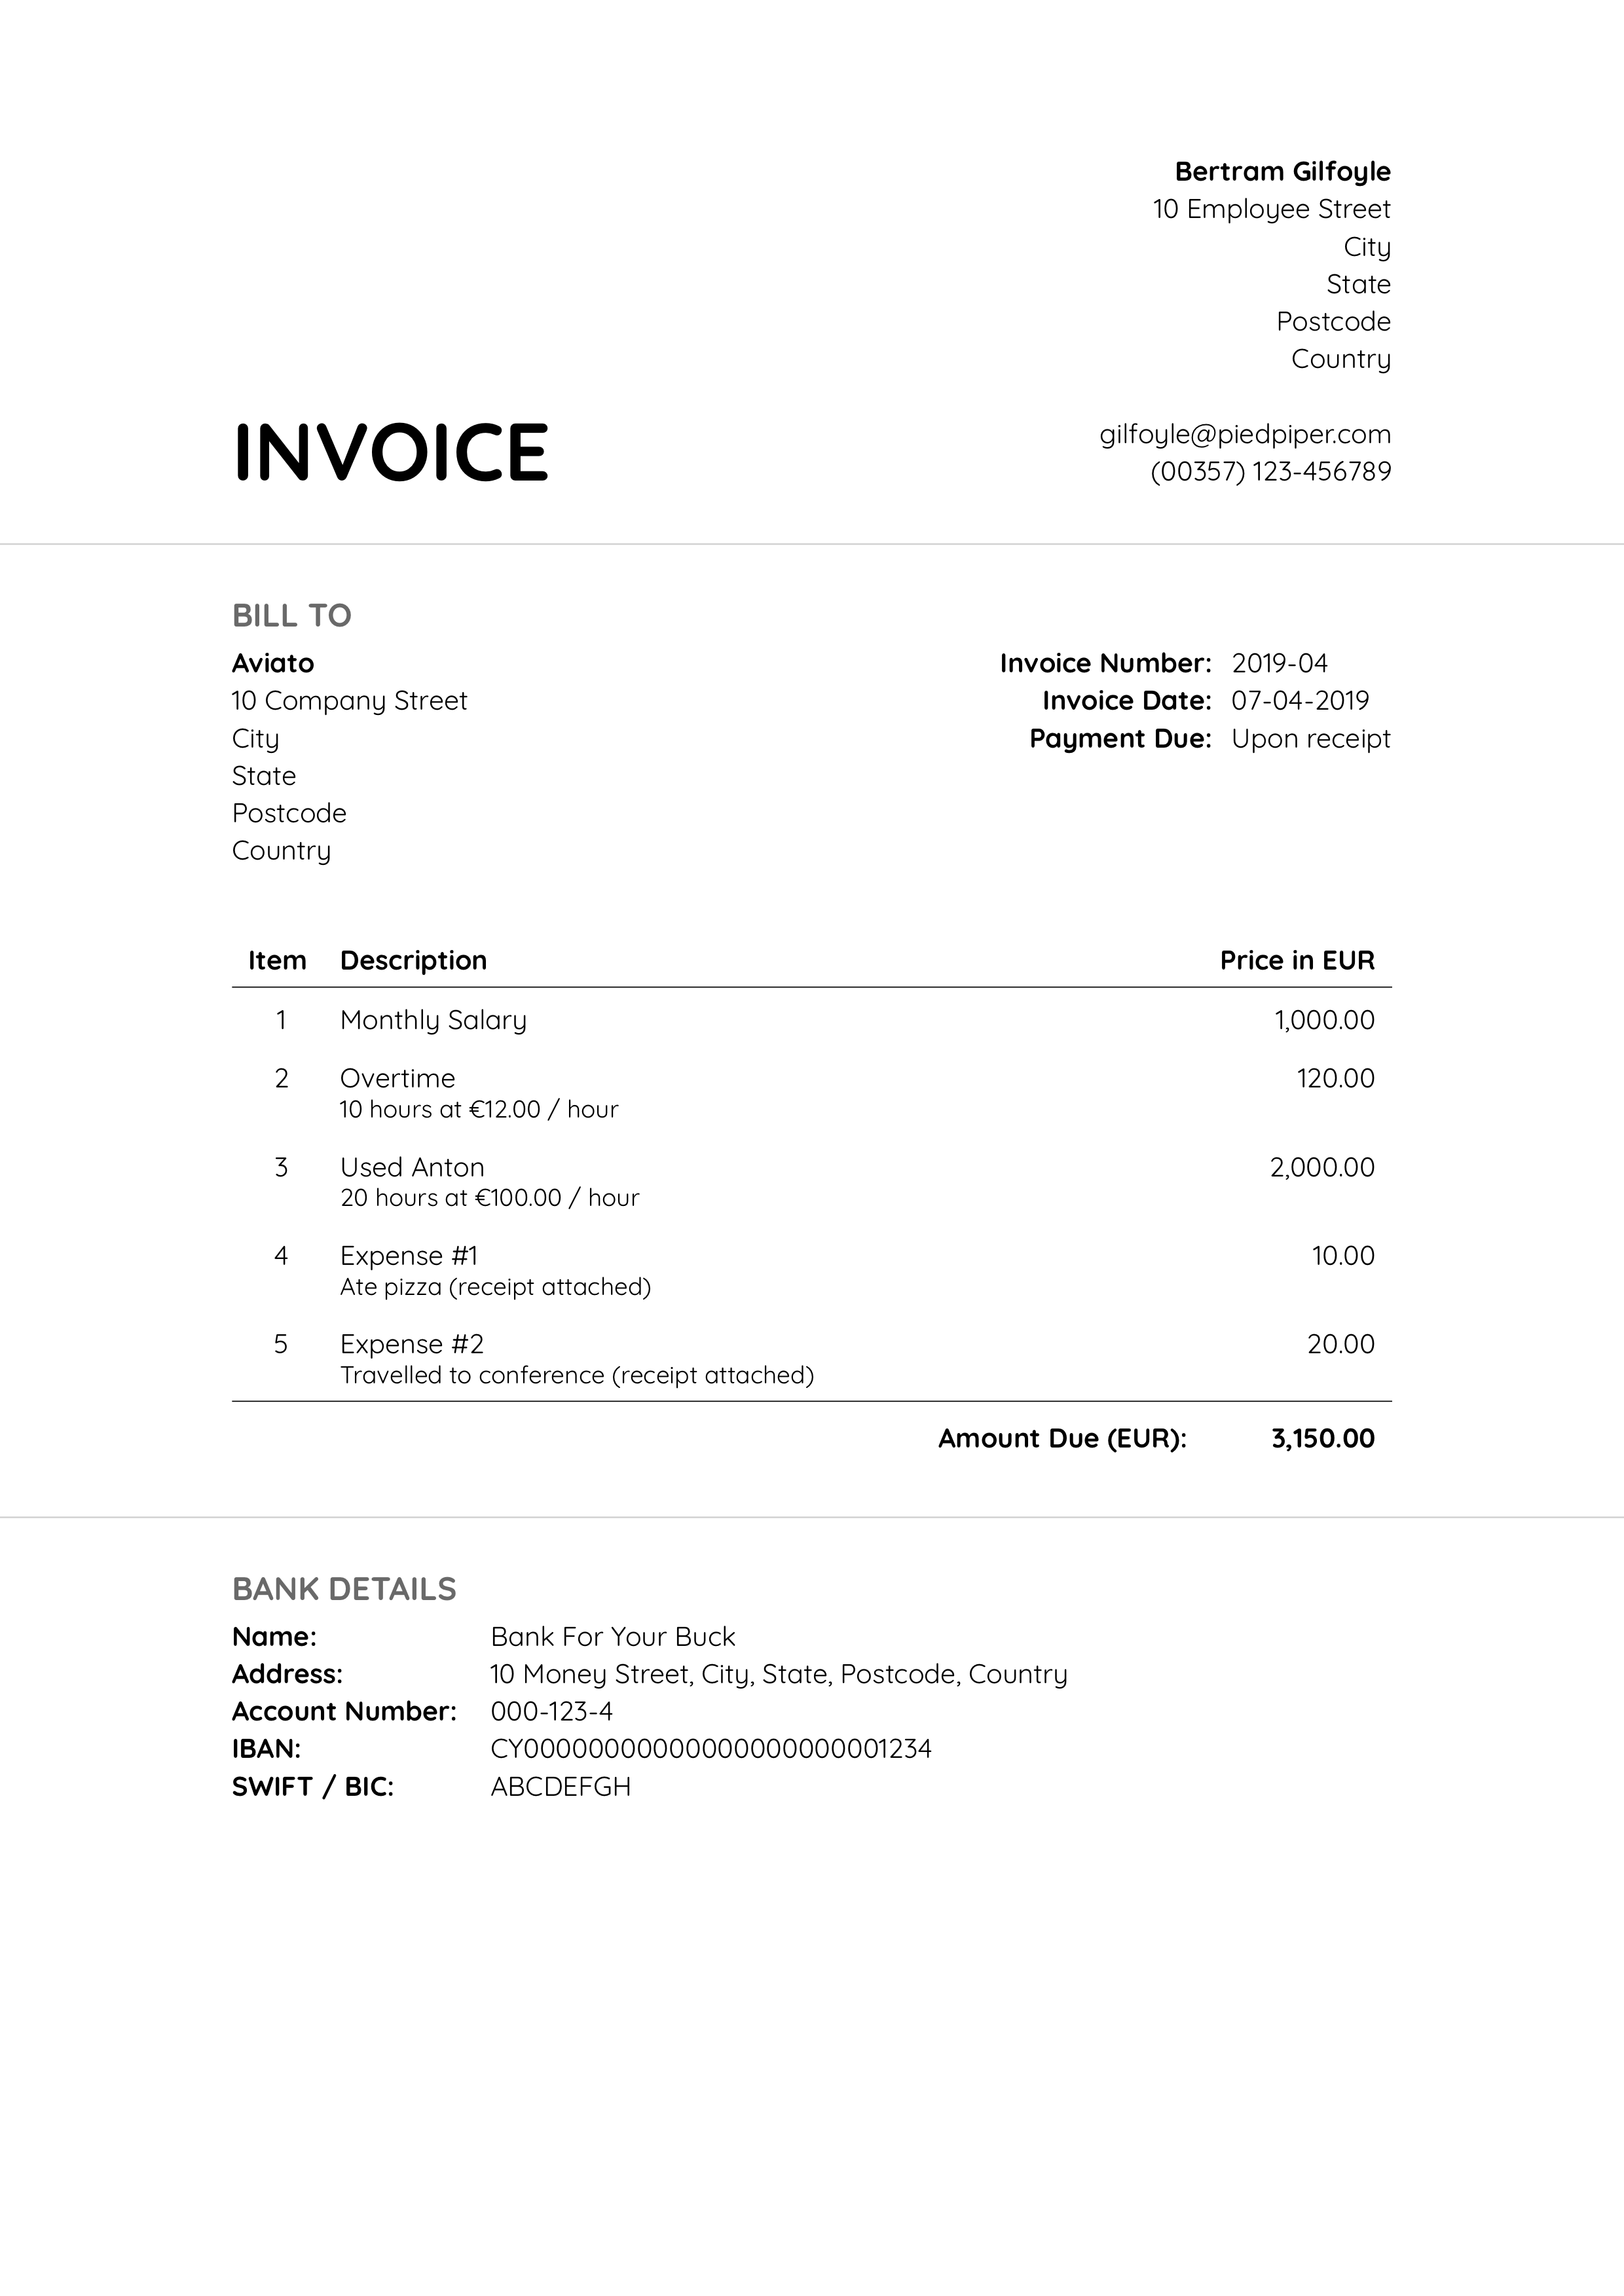 Bertram Gilfoyle
10 Employee Street
City
State
Postcode
Country
INVOICE
gilfoyle@piedpiper.com
(00357) 123-456789
BILL TO
Aviato
10 Company Street
City
State
Postcode
Country
Invoice Number: 2019-04
Invoice Date: 07-04-2019
Payment Due: Upon receipt
Item Description Price in EUR
1 Monthly Salary 1,000.00
2 Overtime 120.00
10 hours at €12.00 / hour
3 Used Anton 2,000.00
20 hours at €100.00 / hour
4 Expense #1 10.00
Ate pizza (receipt attached)
5 Expense #2 20.00
Travelled to conference (receipt attached)
Amount Due (EUR): 3,150.00
BANK DETAILS
Name: Bank For Your Buck
Address: 10 Money Street, City, State, Postcode, Country
Account Number: 000-123-4
IBAN: CY00000000000000000000001234
SWIFT / BIC: ABCDEFGH